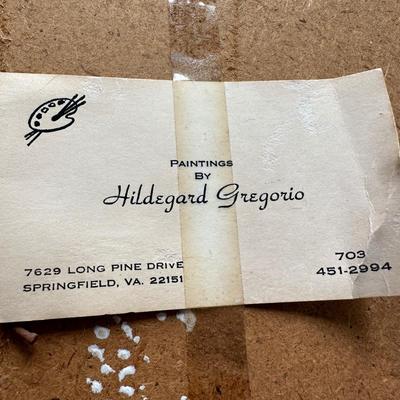 PAINTINGS
BY
Hildegard Gregorio
7629 LONG PINE DRIVE
SPRINGFIELD, VA. 22151
703
451-2994